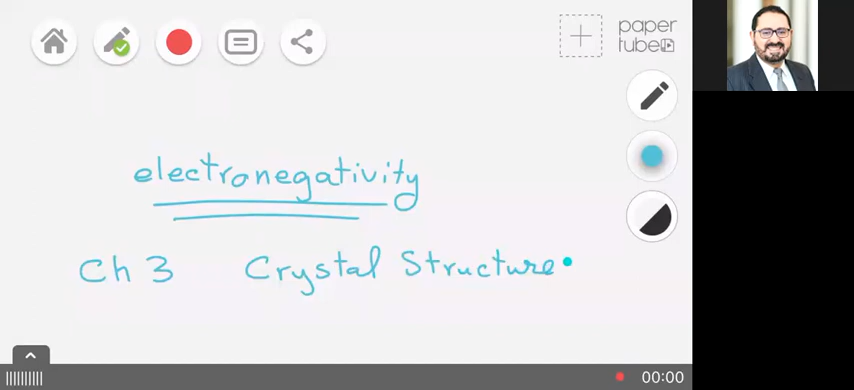 paper
tube
electronegativity
Ch 3 Crystal Structure
00:00